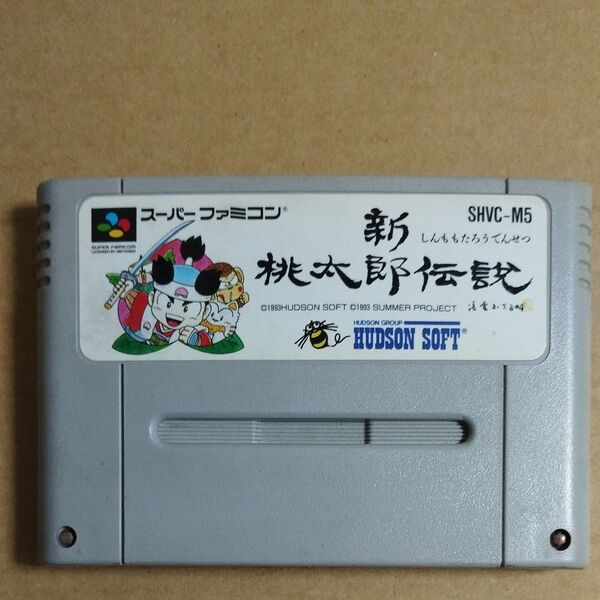 スーパーファミコン®
SHVC-M5
SUPER FAMICOM
LICENSED BY NINTENDO
新
しんももたろうでんせつ
桃太郎伝説
©1993HUDSON SOFT ©1993 SUMMER PROJECT
HUDSON GROUP
HUDSON SOFT®